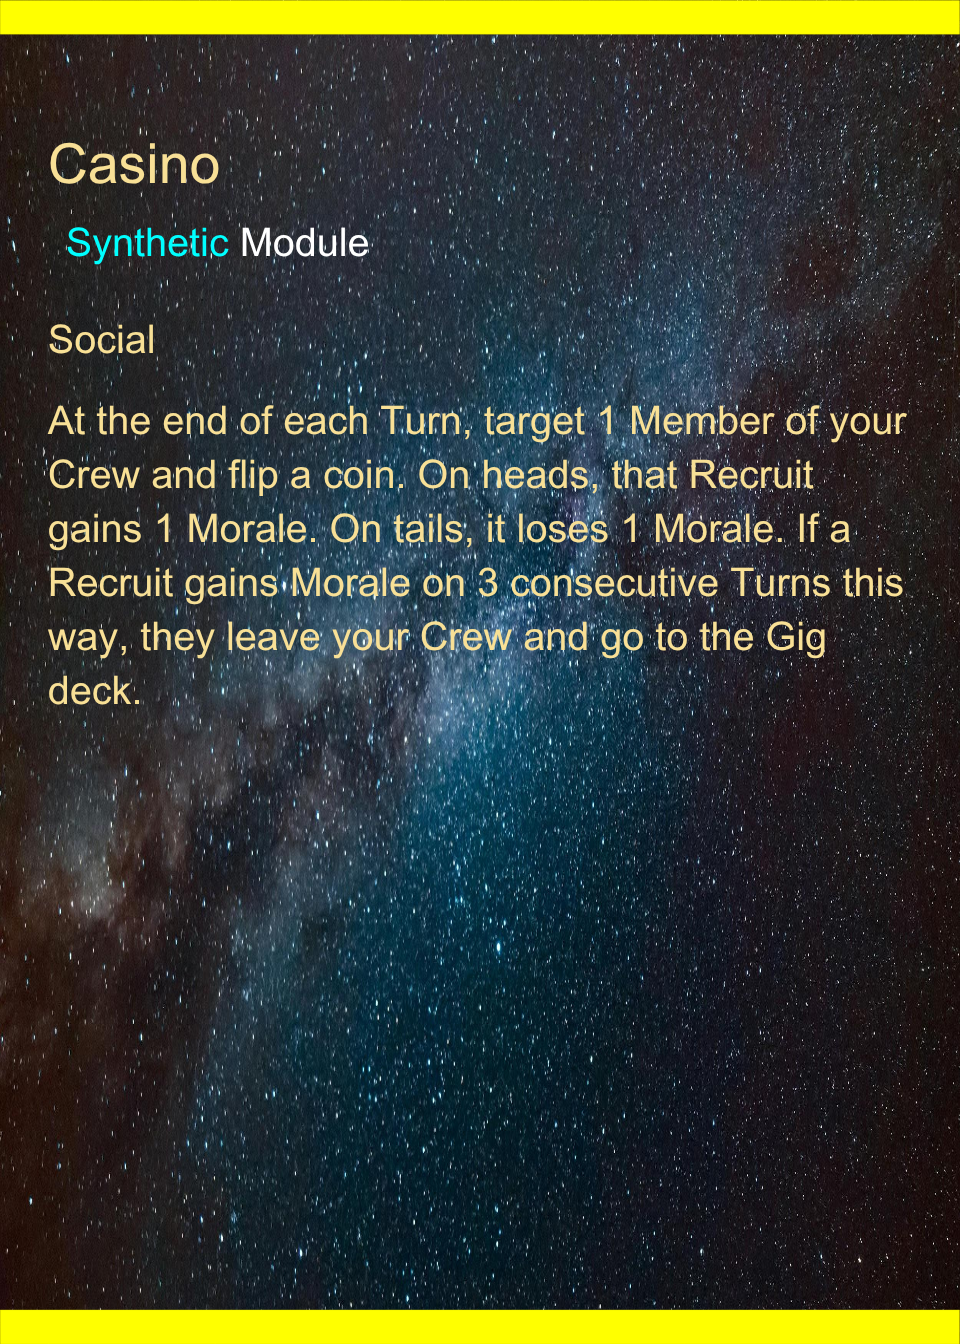 Casino
Synthetic Module
Social
At the end of each Turn, target 1 Member of your
Crew and flip a coin. On heads, that Recruit
gains 1 Morale. On tails, it loses 1 Morale. If a
Recruit gains Morale on 3 consecutive Turns this
way, they leave your Crew and go to the Gig
deck.